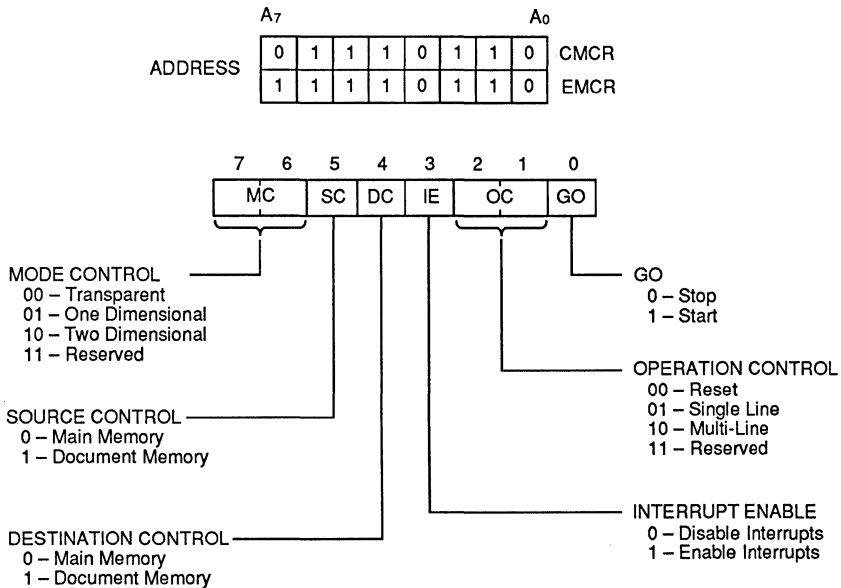 A7 A0
ADDRESS
0 1 1 1 0 1 1 0 CMCR
1 1 1 1 0 1 1 0 EMCR
7 6 5 4 3 2 1 0
MC SC DC IE OC GO
MODE CONTROL
00 – Transparent
01 – One Dimensional
10 – Two Dimensional
11 – Reserved
SOURCE CONTROL
0 – Main Memory
1 – Document Memory
DESTINATION CONTROL
0 – Main Memory
1 – Document Memory
GO
0 – Stop
1 – Start
OPERATION CONTROL
00 – Reset
01 – Single Line
10 – Multi-Line
11 – Reserved
INTERRUPT ENABLE
0 – Disable Interrupts
1 – Enable Interrupts